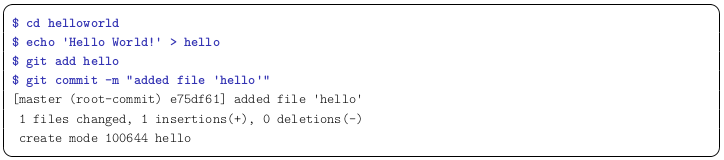 $ cd helloworld
$ echo 'Hello World!' > hello
$ git add hello
$ git commit -m "added file 'hello'"
[master (root-commit) e75df61] added file 'hello'
 1 files changed, 1 insertions(+), 0 deletions(-)
 create mode 100644 hello